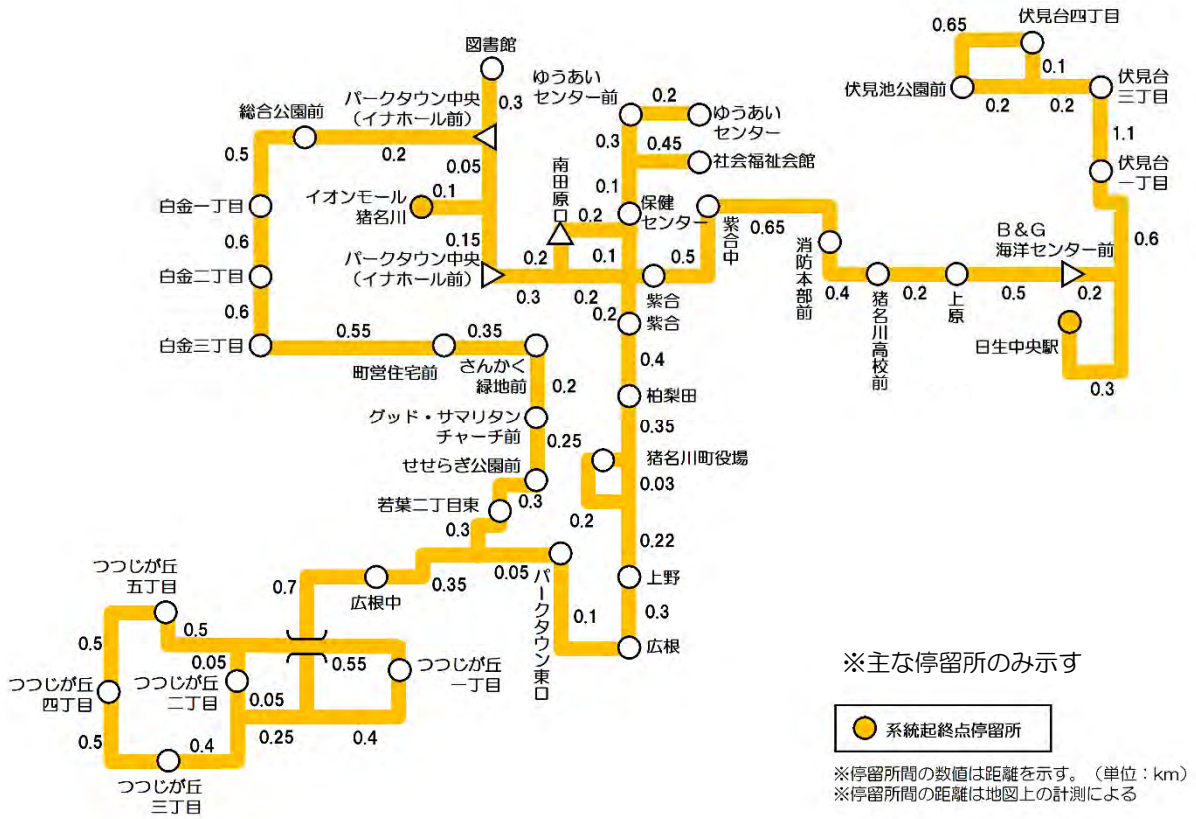 図書館
0.3
パークタウン中央
（イナホール前）
総合公園前
0.2
0.5
0.05
イオンモール
猪名川
0.1
0.15
白金一丁目
0.6
白金二丁目
0.6
白金三丁目
パークタウン中央
（イナホール前）
0.3
0.2
南田原口
0.2
0.1
0.2
ゆうあい
センター前
0.2
ゆうあい
センター
0.3
0.45
社会福祉会館
0.1
保健
センター
紫合
0.5
紫合中
0.65
消防本部前
0.4
猪名川高校前
0.2
上原
0.5
B＆G
海洋センター前
0.2
日生中央駅
0.3
0.6
伏見台
一丁目
1.1
伏見台
三丁目
0.2
0.1
伏見台四丁目
0.65
伏見池公園前
0.2
0.2
紫合
0.4
柏梨田
0.35
猪名川町役場
0.03
0.2
0.22
上野
0.3
広根
0.1
パークタウン東口
0.05
0.55
町営住宅前
0.35
さんかく
緑地前
0.2
グッド・サマリタン
チャーチ前
0.25
せせらぎ公園前
0.3
若葉二丁目東
0.3
0.35
広根中
0.7
つつじが丘
五丁目
0.5
0.5
つつじが丘
四丁目
0.5
つつじが丘
三丁目
0.4
つつじが丘
二丁目
0.05
0.05
0.25
0.55
0.4
つつじが丘
一丁目
※主な停留所のみ示す
系統起終点停留所
※停留所間の数値は距離を示す。（単位：km）
※停留所間の距離は地図上の計測による